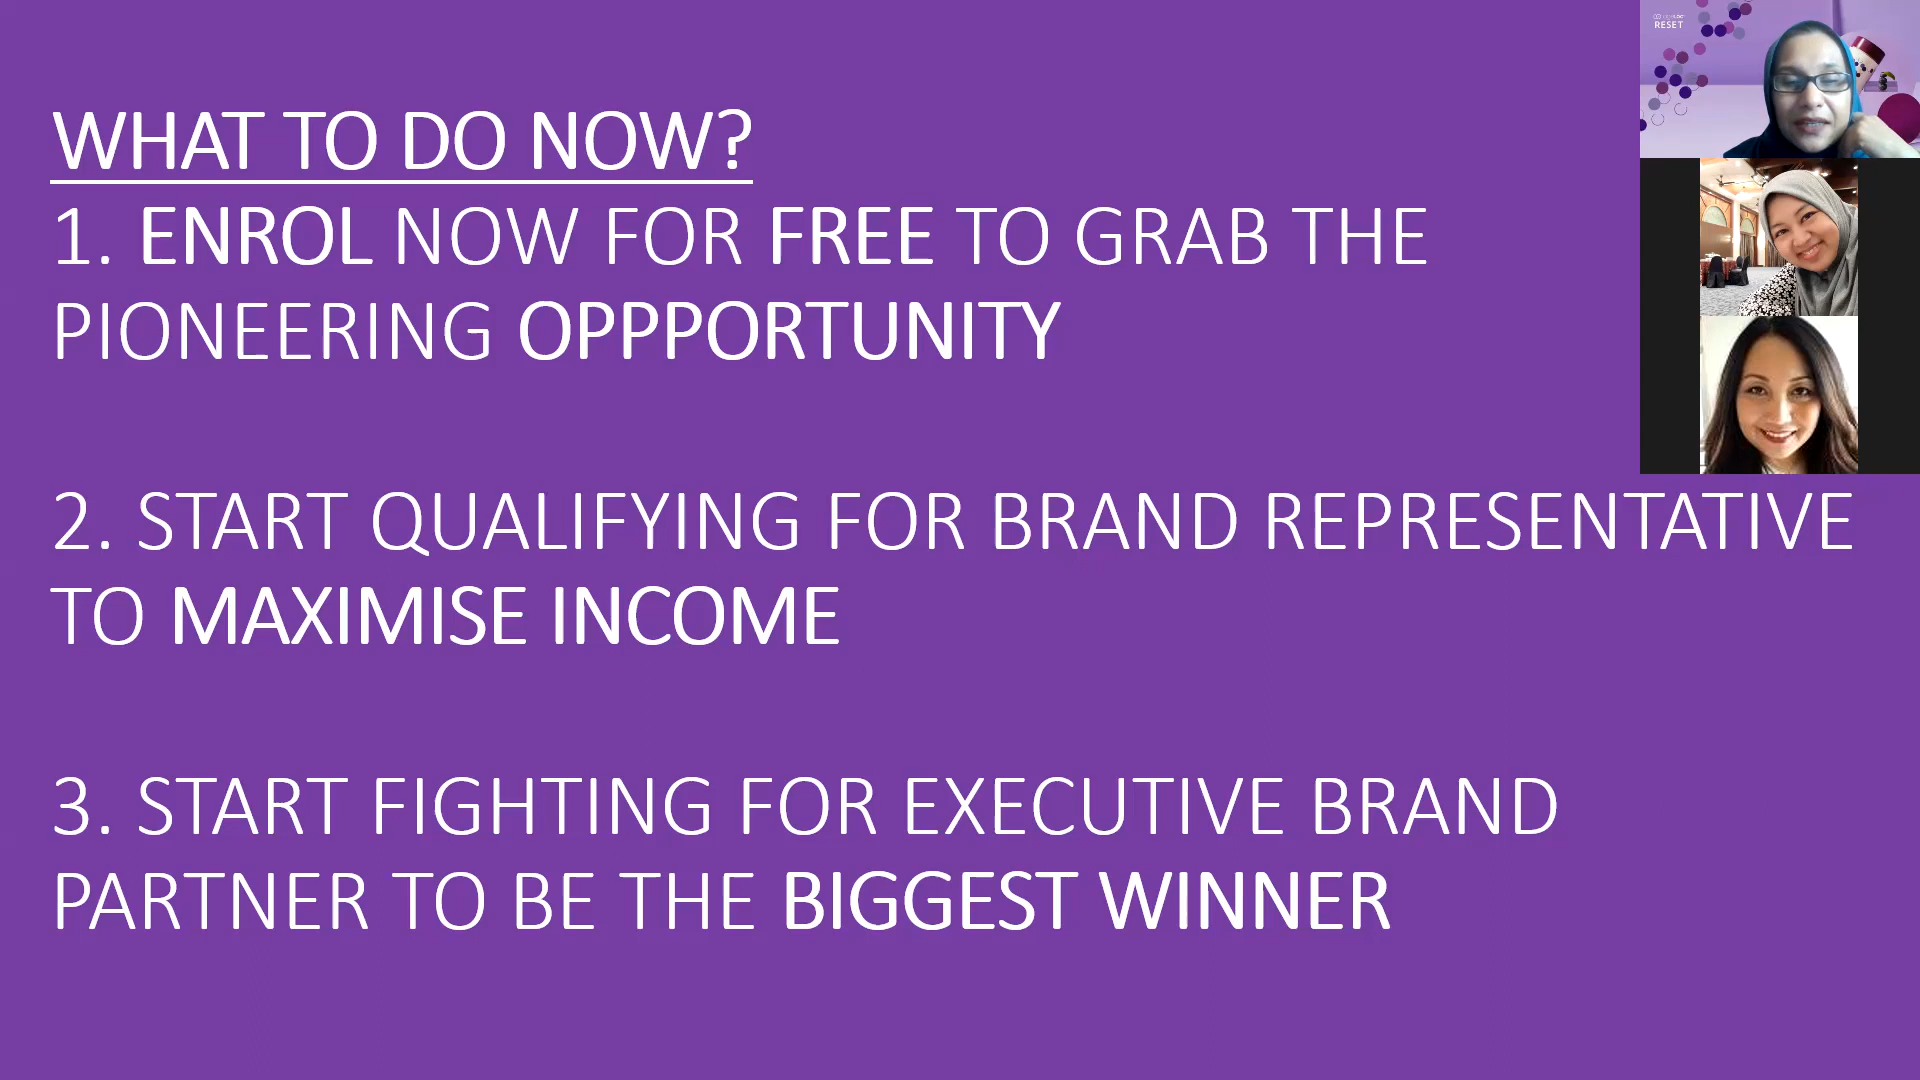 WHAT TO DO NOW?
1. ENROL NOW FOR FREE TO GRAB THE
PIONEERING OPPPORTUNITY
2. START QUALIFYING FOR BRAND REPRESENTATIVE
TO MAXIMISE INCOME
3. START FIGHTING FOR EXECUTIVE BRAND
PARTNER TO BE THE BIGGEST WINNER
RESET